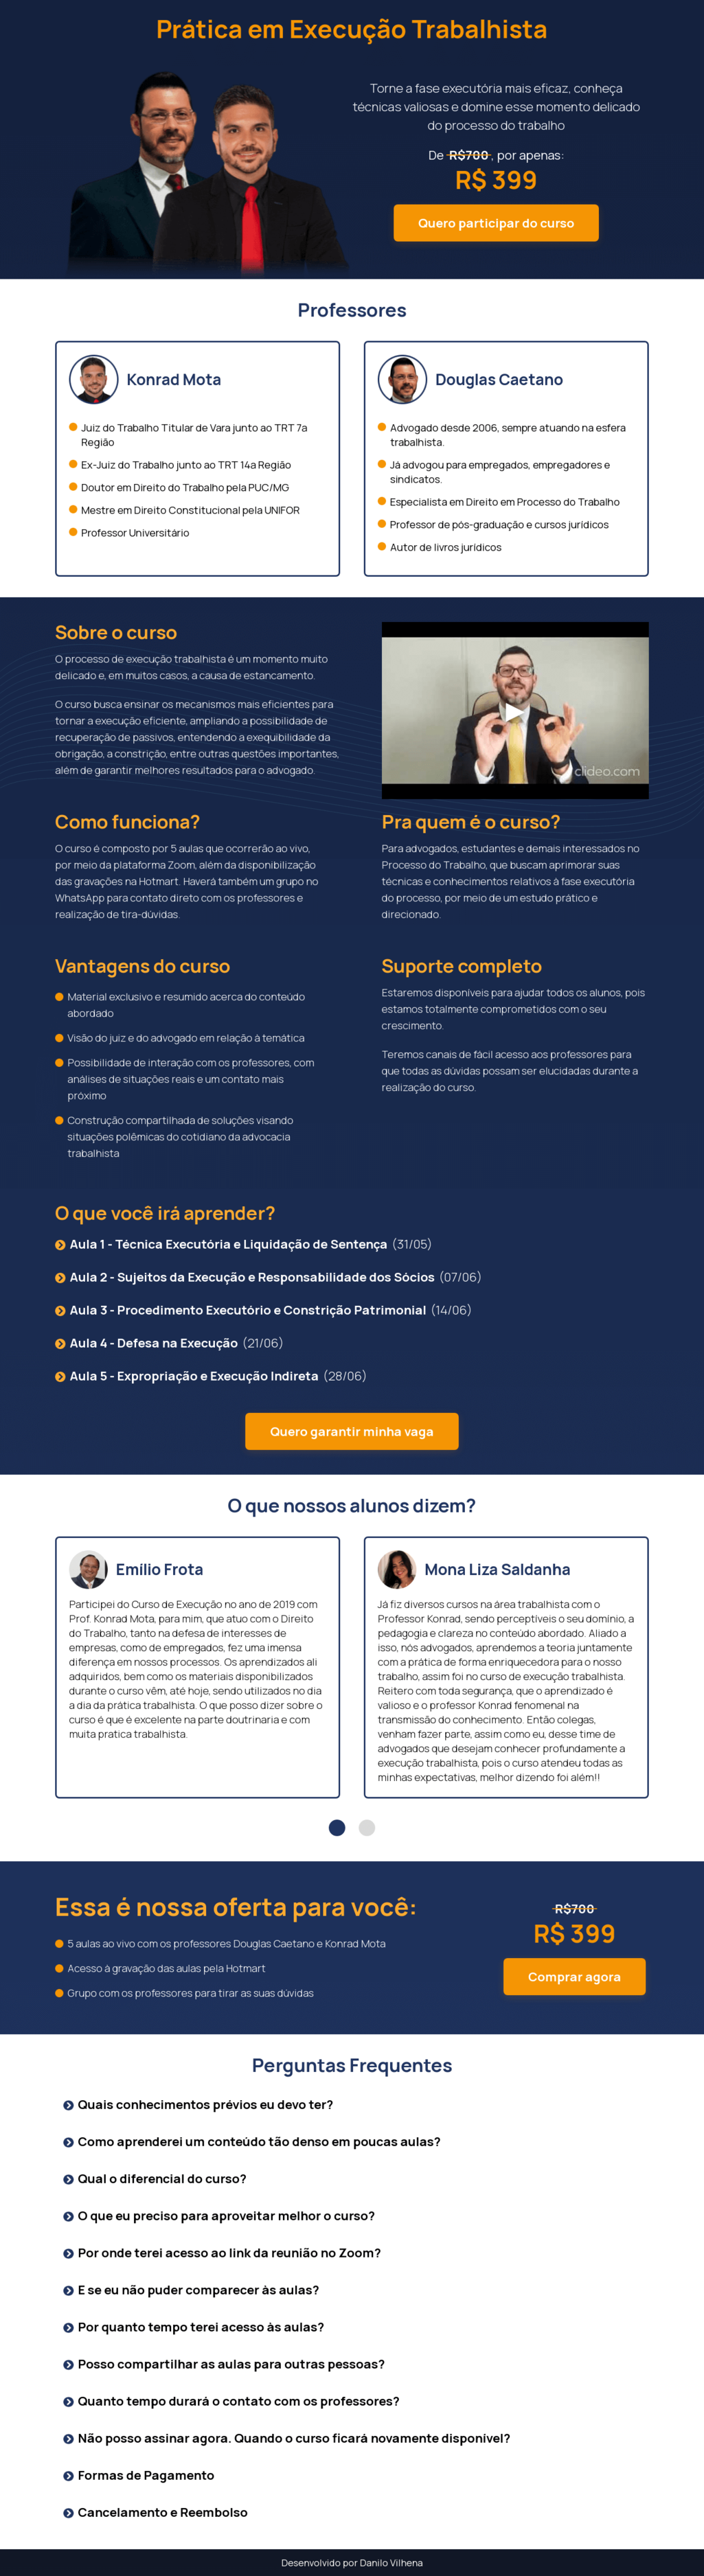 Prática em Execução Trabalhista
Torne a fase executória mais eficaz, conheça
técnicas valiosas e domine esse momento delicado
do processo do trabalho
De R$700, por apenas:
R$ 399
Quero participar do curso
Professores
Konrad Mota
Juiz do Trabalho Titular de Vara junto ao TRT 7a
Região
Ex-Juiz do Trabalho junto ao TRT 14a Região
Doutor em Direito do Trabalho pela PUC/MG
Mestre em Direito Constitucional pela UNIFOR
Professor Universitário
Douglas Caetano
Advogado desde 2006, sempre atuando na esfera
trabalhista.
Já advogou para empregados, empregadores e
sindicatos.
Especialista em Direito em Processo do Trabalho
Professor de pós-graduação e cursos jurídicos
Autor de livros jurídicos
Sobre o curso
O processo de execução trabalhista é um momento muito
delicado e, em muitos casos, a causa de estancamento.
O curso busca ensinar os mecanismos mais eficientes para
tornar a execução eficiente, ampliando a possibilidade de
recuperação de passivos, entendendo a exequibilidade da
obrigação, a constrição, entre outras questões importantes,
além de garantir melhores resultados para o advogado.
clideo.com
Como funciona?
O curso é composto por 5 aulas que ocorrerão ao vivo,
por meio da plataforma Zoom, além da disponibilização
das gravações na Hotmart. Haverá também um grupo no
WhatsApp para contato direto com os professores e
realização de tira-dúvidas.
Pra quem é o curso?
Para advogados, estudantes e demais interessados no
Processo do Trabalho, que buscam aprimorar suas
técnicas e conhecimentos relativos à fase executória
do processo, por meio de um estudo prático e
direcionado.
Vantagens do curso
Material exclusivo e resumido acerca do conteúdo
abordado
Visão do juiz e do advogado em relação à temática
Possibilidade de interação com os professores, com
análises de situações reais e um contato mais
próximo
Construção compartilhada de soluções visando
situações polêmicas do cotidiano da advocacia
trabalhista
Suporte completo
Estaremos disponíveis para ajudar todos os alunos, pois
estamos totalmente comprometidos com o seu
crescimento.
Teremos canais de fácil acesso aos professores para
que todas as dúvidas possam ser elucidadas durante a
realização do curso.
O que você irá aprender?
Aula 1 - Técnica Executória e Liquidação de Sentença (31/05)
Aula 2 - Sujeitos da Execução e Responsabilidade dos Sócios (07/06)
Aula 3 - Procedimento Executório e Constrição Patrimonial (14/06)
Aula 4 - Defesa na Execução (21/06)
Aula 5 - Expropriação e Execução Indireta (28/06)
Quero garantir minha vaga
O que nossos alunos dizem?
Emílio Frota
Participei do Curso de Execução no ano de 2019 com
Prof. Konrad Mota, para mim, que atuo com o Direito
do Trabalho, tanto na defesa de interesses de
empresas, como de empregados, fez uma imensa
diferença em nossos processos. Os aprendizados ali
adquiridos, bem como os materiais disponibilizados
durante o curso vêm, até hoje, sendo utilizados no dia
a dia da prática trabalhista. O que posso dizer sobre o
curso é que é excelente na parte doutrinaria e com
muita pratica trabalhista.
Mona Liza Saldanha
Já fiz diversos cursos na área trabalhista com o
Professor Konrad, sendo perceptíveis o seu domínio, a
pedagogia e clareza no conteúdo abordado. Aliado a
isso, nós advogados, aprendemos a teoria juntamente
com a prática de forma enriquecedora para o nosso
trabalho, assim foi no curso de execução trabalhista.
Reitero com toda segurança, que o aprendizado é
valioso e o professor Konrad fenomenal na
transmissão do conhecimento. Então colegas,
venham fazer parte, assim como eu, desse time de
advogados que desejam conhecer profundamente a
execução trabalhista, pois o curso atendeu todas as
minhas expectativas, melhor dizendo foi além!!
Essa é nossa oferta para você:
5 aulas ao vivo com os professores Douglas Caetano e Konrad Mota
Acesso à gravação das aulas pela Hotmart
Grupo com os professores para tirar as suas dúvidas
R$700
R$ 399
Comprar agora
Perguntas Frequentes
Quais conhecimentos prévios eu devo ter?
Como aprenderei um conteúdo tão denso em poucas aulas?
Qual o diferencial do curso?
O que eu preciso para aproveitar melhor o curso?
Por onde terei acesso ao link da reunião no Zoom?
E se eu não puder comparecer às aulas?
Por quanto tempo terei acesso às aulas?
Posso compartilhar as aulas para outras pessoas?
Quanto tempo durará o contato com os professores?
Não posso assinar agora. Quando o curso ficará novamente disponível?
Formas de Pagamento
Cancelamento e Reembolso
Desenvolvido por Danilo Vilhena